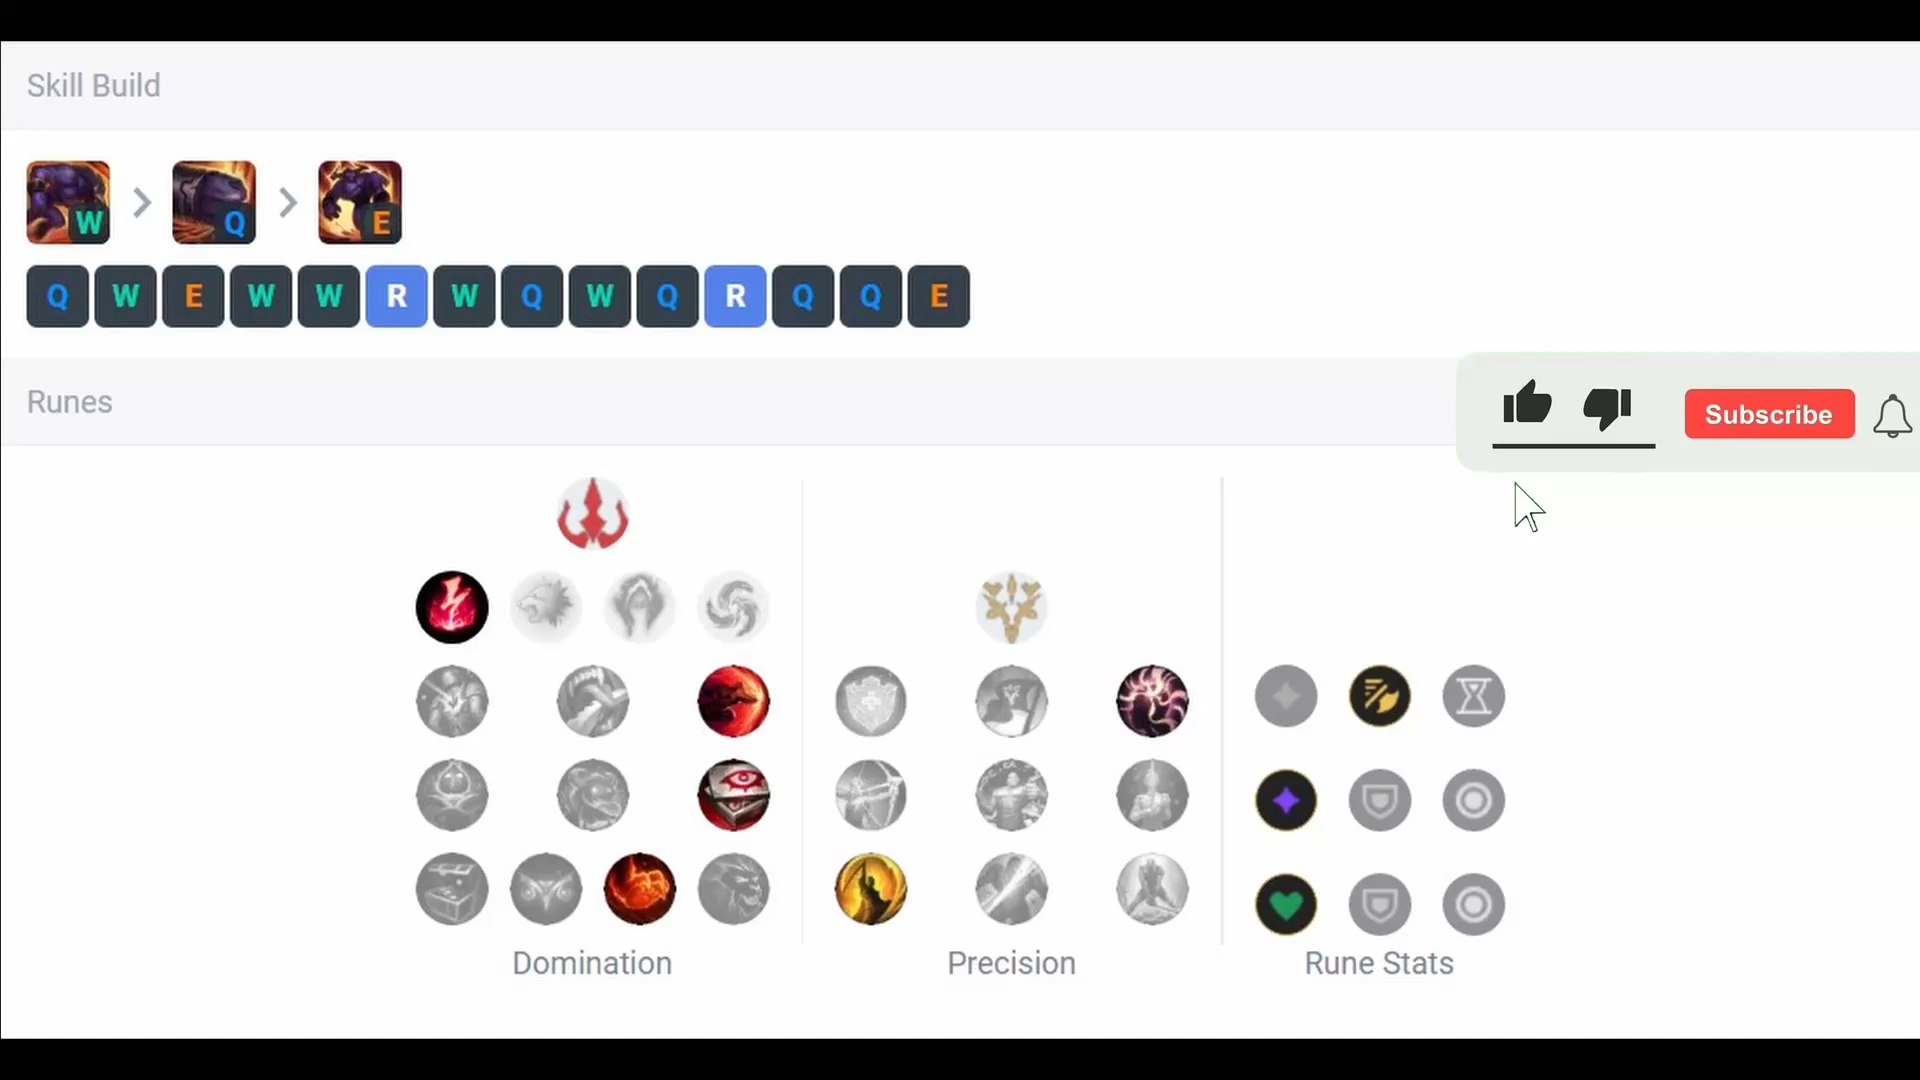 Skill Build
W Q E
Q W E W W R W Q W Q R Q Q E
Runes
Subscribe
Domination
Precision
Rune Stats